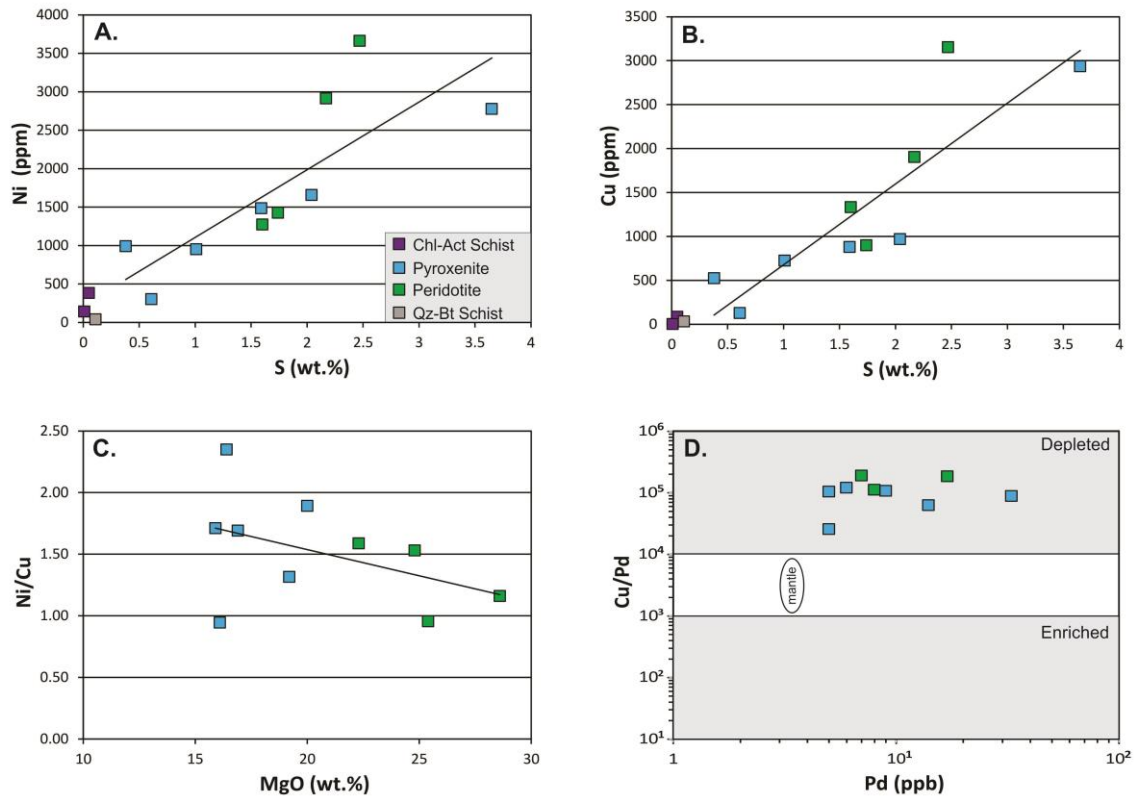 A.
Ni (ppm)
4000
3500
3000
2500
2000
1500
1000
500
0
0 0.5 1 1.5 2 2.5 3 3.5 4
S (wt.%)
Chl-Act Schist
Pyroxenite
Peridotite
Qz-Bt Schist
B.
Cu (ppm)
3500
3000
2500
2000
1500
1000
500
0
0 0.5 1 1.5 2 2.5 3 3.5 4
S (wt.%)
C.
Ni/Cu
2.50
2.00
1.50
1.00
0.50
0.00
10 15 20 25 30
MgO (wt.%)
D.
Depleted
Cu/Pd
10⁶
10⁵
10⁴
10³
10²
10¹
mantle
Enriched
1 10¹ 10²
Pd (ppb)